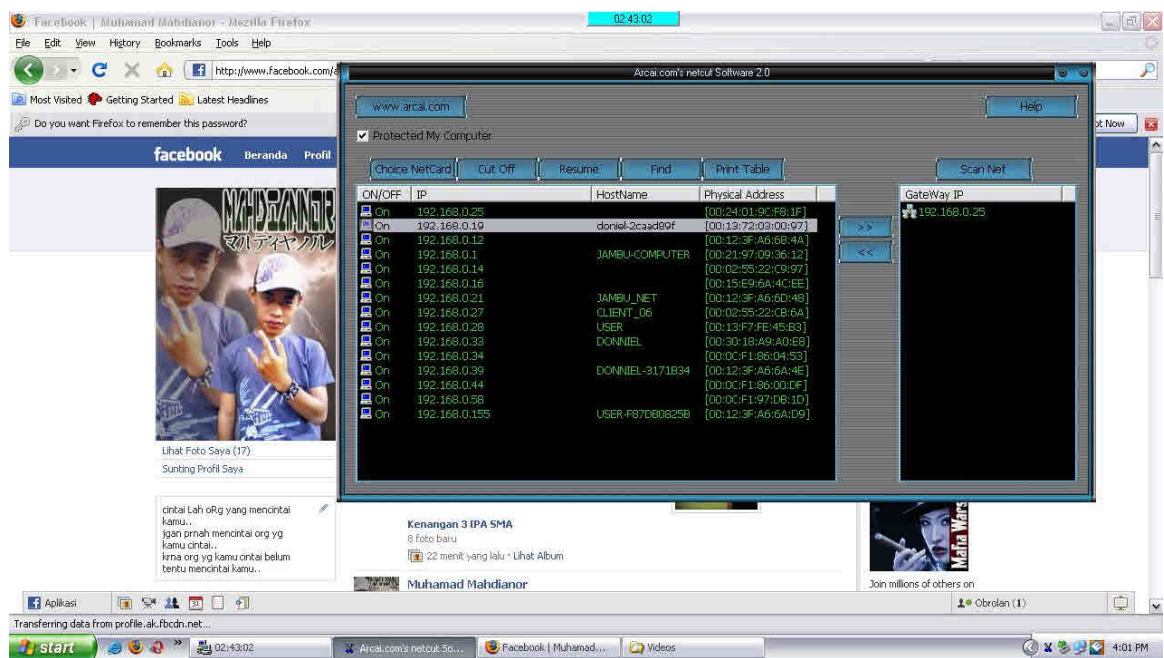 Facebook | Muhamad Mahdianor - Mozilla Firefox
02:43:02
File Edit View History Bookmarks Tools Help
http://www.facebook.com/a
Most Visited Getting Started Latest Headlines
Do you want Firefox to remember this password?
ot Now
facebook Beranda Profil
MAHDIANNOR
マルディヤノル
Lihat Foto Saya (17)
Sunting Profil Saya
cintai Lah oRg yang mencintai
kamu..
jgan prnah mencintai org yg
kamu cintai..
krna org yg kamu cintai belum
tentu mencintai kamu..
Arcai.com's netcut Software 2.0
www.arcai.com
Help
Protected My Computer
Choice NetCard Cut Off Resume Find Print Table Scan Net
ON/OFF IP HostName Physical Address
On 192.168.0.25 [00:24:01:9C:F8:1F]
On 192.168.0.19 doniel-2caad89f [00:13:72:03:00:97]
On 192.168.0.12 [00:12:3F:A6:68:4A]
On 192.168.0.1 JAMBU-COMPUTER [00:21:97:09:36:12]
On 192.168.0.14 [00:02:55:22:C9:97]
On 192.168.0.16 [00:15:E9:6A:4C:EE]
On 192.168.0.21 JAMBU_NET [00:12:3F:A6:6D:48]
On 192.168.0.27 CLIENT_06 [00:02:55:22:CB:6A]
On 192.168.0.28 USER [00:13:F7:FE:45:B3]
On 192.168.0.33 DONNIEL [00:30:18:A9:A0:E8]
On 192.168.0.34 [00:0C:F1:86:04:53]
On 192.168.0.39 DONNIEL-3171B34 [00:12:3F:A6:6A:4E]
On 192.168.0.44 [00:0C:F1:86:00:DF]
On 192.168.0.58 [00:0C:F1:97:DB:1D]
On 192.168.0.155 USER-F87DB0825B [00:12:3F:A6:6A:D9]
>>
<<
GateWay IP
192.168.0.25
Kenangan 3 IPA SMA
8 foto baru
22 menit yang lalu · Lihat Album
Muhamad Mahdianor
Mafia Wars
Join millions of others on
Aplikasi
31
Obrolan (1)
Transferring data from profile.ak.fbcdn.net...
start
02:43:02
Arcai.com's netcut So...
Facebook | Muhamad...
Videos
4:01 PM